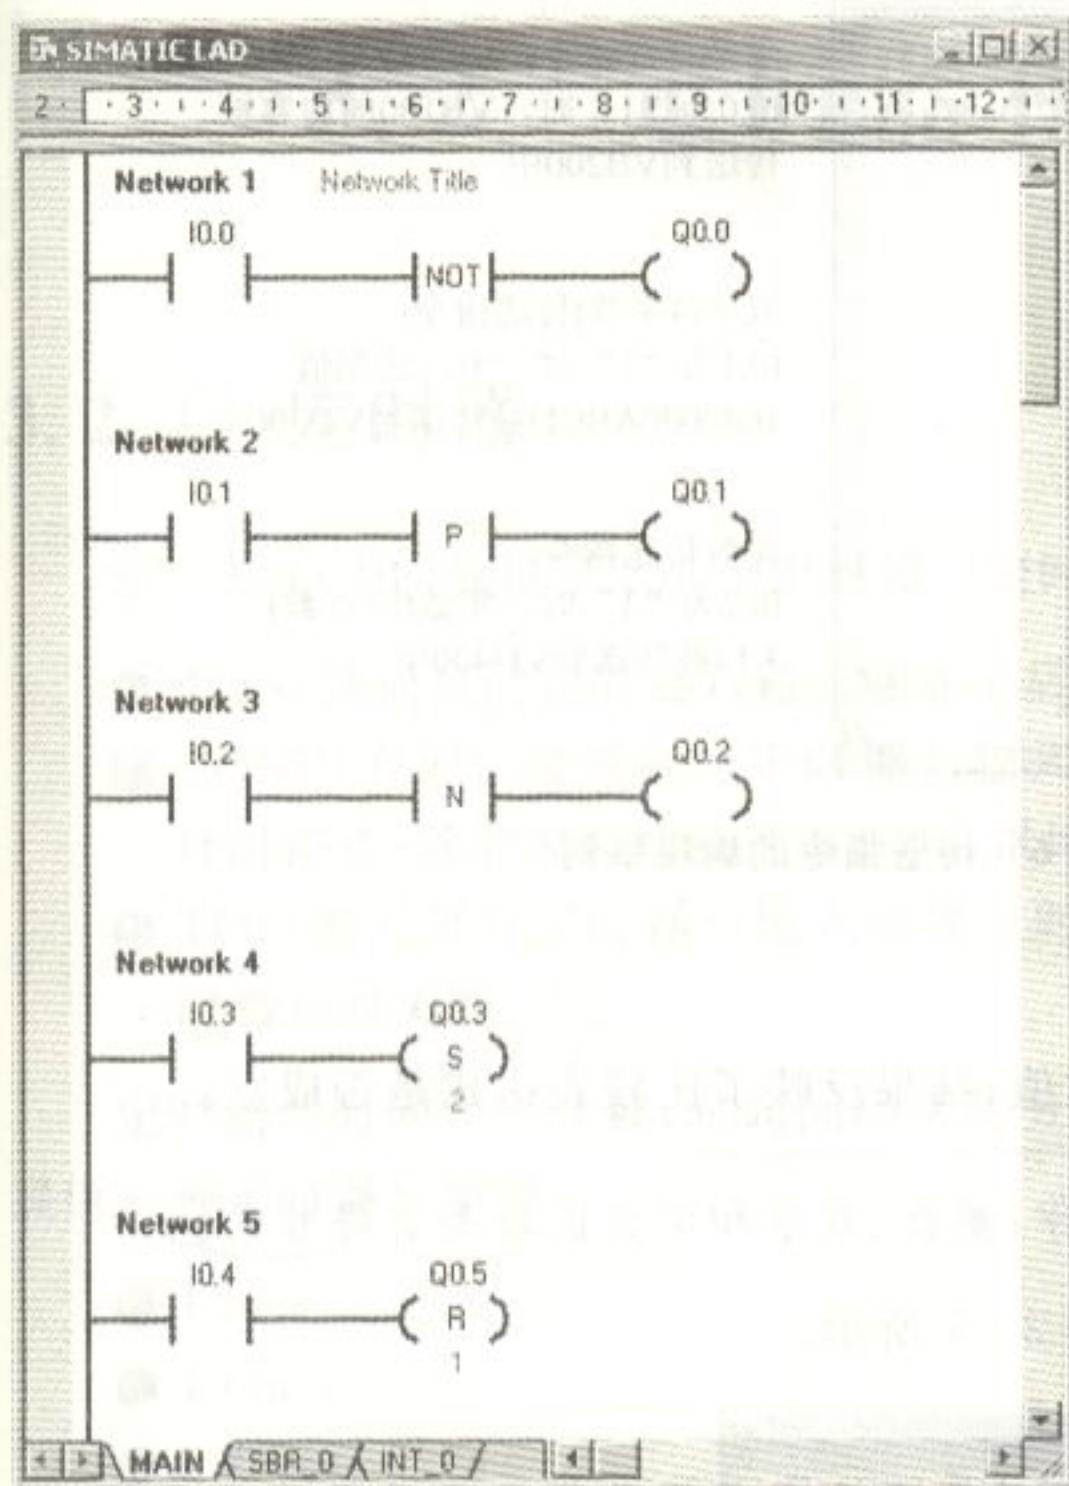 SIMATIC LAD
2 · 3 · 4 · 5 · 6 · 7 · 8 · 9 · 10 · 11 · 12
Network 1 Network Title
I0.0 Q0.0
NOT
Network 2
I0.1 Q0.1
P
Network 3
I0.2 Q0.2
N
Network 4
I0.3 Q0.3
S
2
Network 5
I0.4 Q0.5
R
1
MAIN SBR_0 INT_0